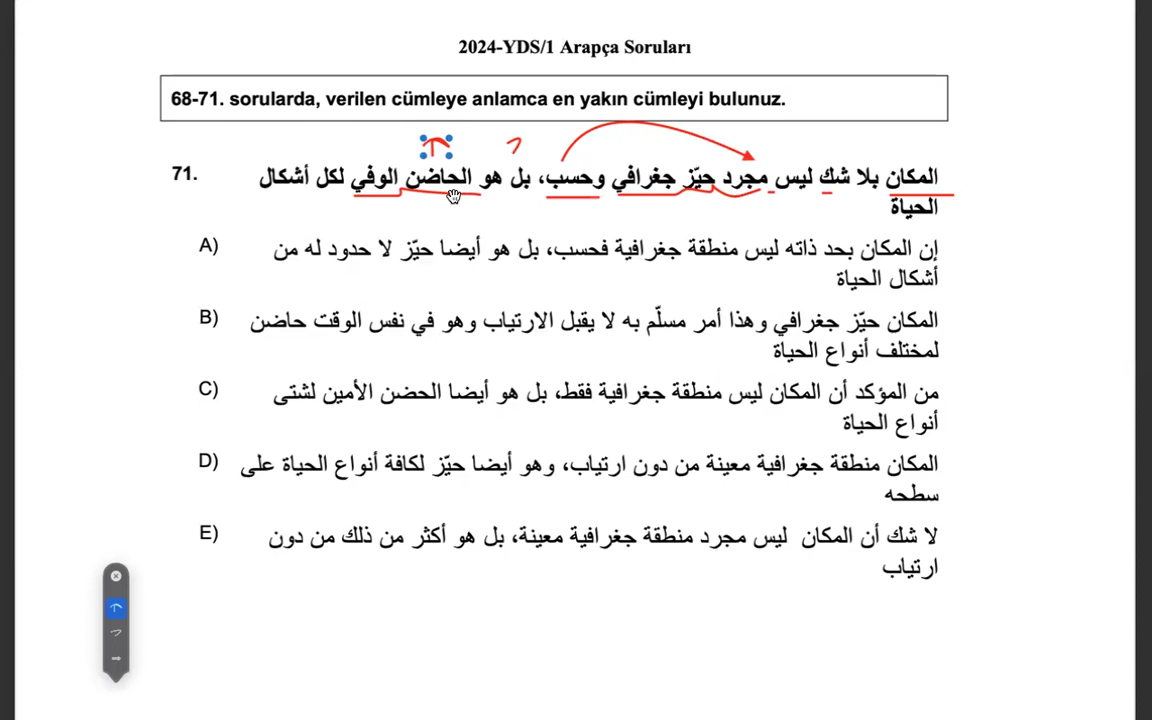 2024-YDS/1 Arapça Soruları
68-71. sorularda, verilen cümleye anlamca en yakın cümleyi bulunuz.
71. المكان بلا شك ليس مجرد حيّز جغرافي وحسب، بل هو الحاضن الوفي لكل أشكال
الحياة
A) إن المكان بحد ذاته ليس منطقة جغرافية فحسب، بل هو أيضا حيّز لا حدود له من
أشكال الحياة
B) المكان حيّز جغرافي وهذا أمر مسلّم به لا يقبل الارتياب وهو في نفس الوقت حاضن
لمختلف أنواع الحياة
C) من المؤكد أن المكان ليس منطقة جغرافية فقط، بل هو أيضا الحضن الأمين لشتى
أنواع الحياة
D) المكان منطقة جغرافية معينة من دون ارتياب، وهو أيضا حيّز لكافة أنواع الحياة على
سطحه
E) لا شك أن المكان ليس مجرد منطقة جغرافية معينة، بل هو أكثر من ذلك من دون
ارتياب